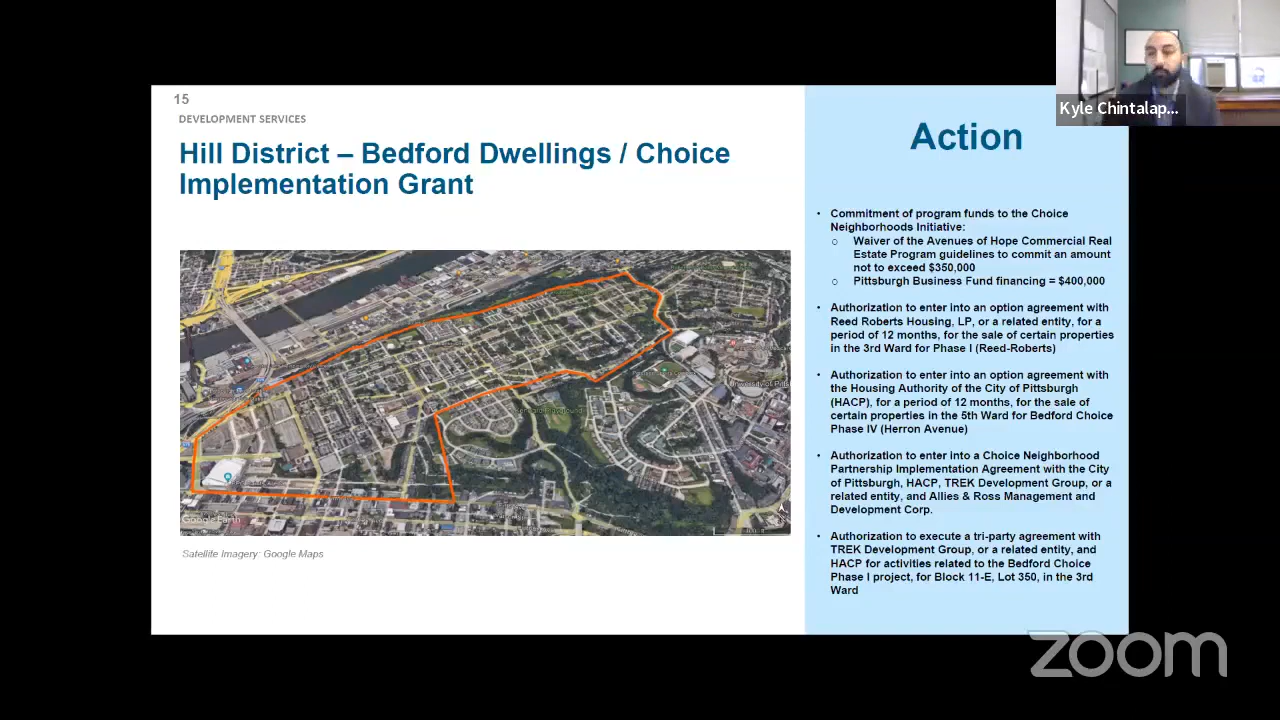 15
DEVELOPMENT SERVICES
Hill District – Bedford Dwellings / Choice
Implementation Grant
Google Earth
Satellite Imagery: Google Maps
Kyle Chintalap...
Action
• Commitment of program funds to the Choice
Neighborhoods Initiative:
○ Waiver of the Avenues of Hope Commercial Real
Estate Program guidelines to commit an amount
not to exceed $350,000
○ Pittsburgh Business Fund financing = $400,000
• Authorization to enter into an option agreement with
Reed Roberts Housing, LP, or a related entity, for a
period of 12 months, for the sale of certain properties
in the 3rd Ward for Phase I (Reed-Roberts)
• Authorization to enter into an option agreement with
the Housing Authority of the City of Pittsburgh
(HACP), for a period of 12 months, for the sale of
certain properties in the 5th Ward for Bedford Choice
Phase IV (Herron Avenue)
• Authorization to enter into a Choice Neighborhood
Partnership Implementation Agreement with the City
of Pittsburgh, HACP, TREK Development Group, or a
related entity, and Allies & Ross Management and
Development Corp.
• Authorization to execute a tri-party agreement with
TREK Development Group, or a related entity, and
HACP for activities related to the Bedford Choice
Phase I project, for Block 11-E, Lot 350, in the 3rd
Ward
zoom